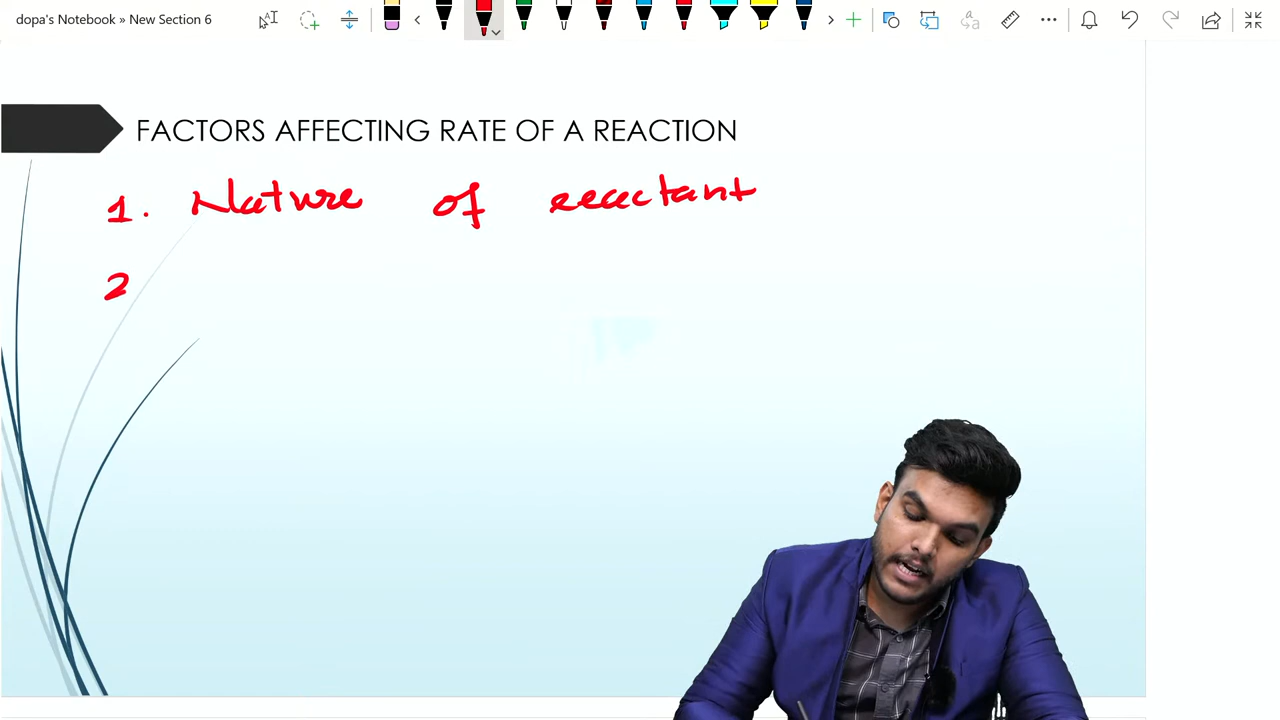 dopa's Notebook » New Section 6
FACTORS AFFECTING RATE OF A REACTION
1. Nature of reactant
2